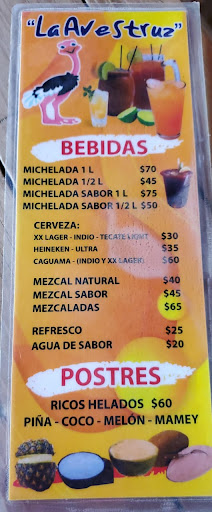 "La Avestruz"
BEBIDAS
MICHELADA 1 L $70
MICHELADA 1/2 L $45
MICHELADA SABOR 1 L $75
MICHELADA SABOR 1/2 L $50
CERVEZA:
XX LAGER - INDIO - TECATE LIGHT $30
HEINEKEN - ULTRA $35
CAGUAMA - (INDIO Y XX LAGER) $60
MEZCAL NATURAL $40
MEZCAL SABOR $45
MEZCALADAS $65
REFRESCO $25
AGUA DE SABOR $20
POSTRES
RICOS HELADOS $60
PIÑA - COCO - MELÓN - MAMEY